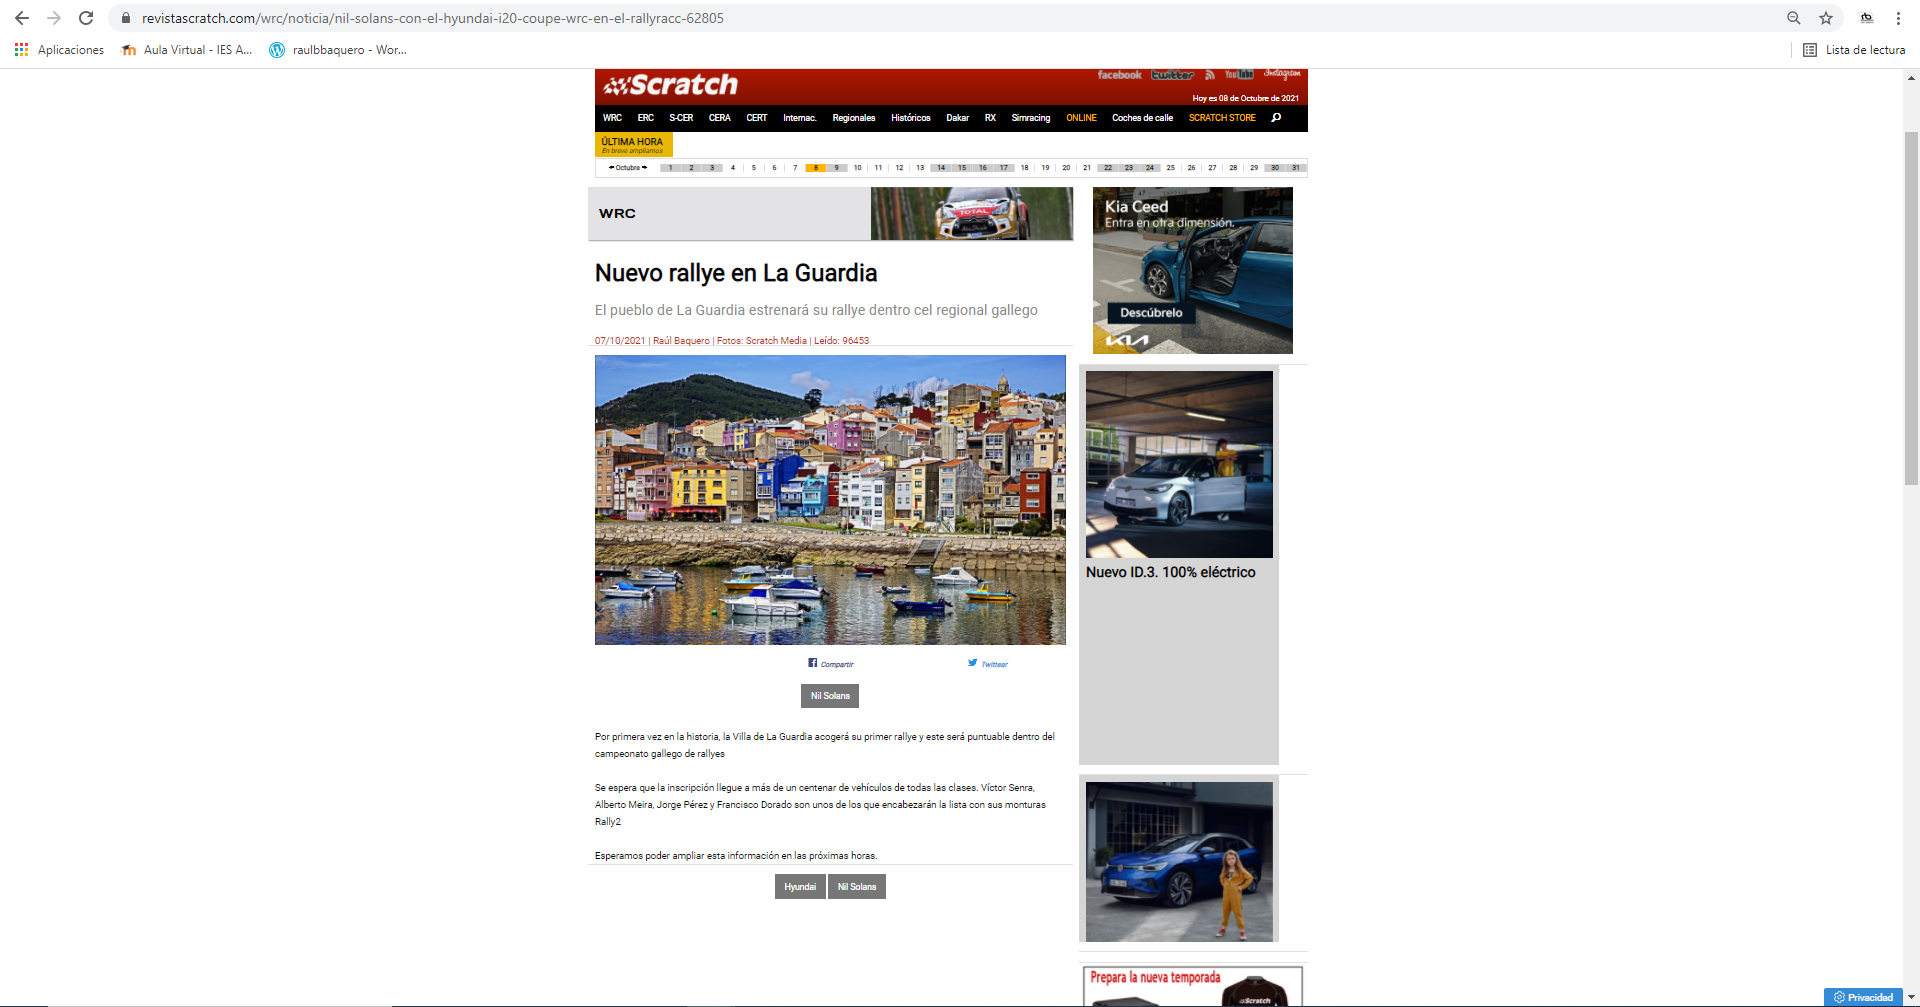 revistascratch.com/wrc/noticia/nil-solans-con-el-hyundai-i20-coupe-wrc-en-el-rallyracc-62805
Aplicaciones
Aula Virtual - IES A...
raulbbaquero - Wor...
Lista de lectura
Scratch
facebook twitter YouTube Instagram
Hoy es 08 de Octubre de 2021
WRC ERC S-CER CERA CERT Internac. Regionales Históricos Dakar RX Simracing ONLINE Coches de calle SCRATCH STORE
ÚLTIMA HORA
En breve ampliamos
Octubre 1 2 3 4 5 6 7 8 9 10 11 12 13 14 15 16 17 18 19 20 21 22 23 24 25 26 27 28 29 30 31
WRC
TOTAL
Nuevo rallye en La Guardia
El pueblo de La Guardia estrenará su rallye dentro cel regional gallego
07/10/2021 | Raúl Baquero | Fotos: Scratch Media | Leído: 96453
Compartir
Twittear
Nil Solans
Por primera vez en la historia, la Villa de La Guardia acogerá su primer rallye y este será puntuable dentro del
campeonato gallego de rallyes
Se espera que la inscripción llegue a más de un centenar de vehículos de todas las clases. Víctor Senra,
Alberto Meira, Jorge Pérez y Francisco Dorado son unos de los que encabezarán la lista con sus monturas
Rally2
Esperamos poder ampliar esta información en las próximas horas.
Hyundai
Nil Solans
Kia Ceed
Entra en otra dimensión.
Descúbrelo
KIA
Nuevo ID.3. 100% eléctrico
Prepara la nueva temporada
Scratch
Privacidad